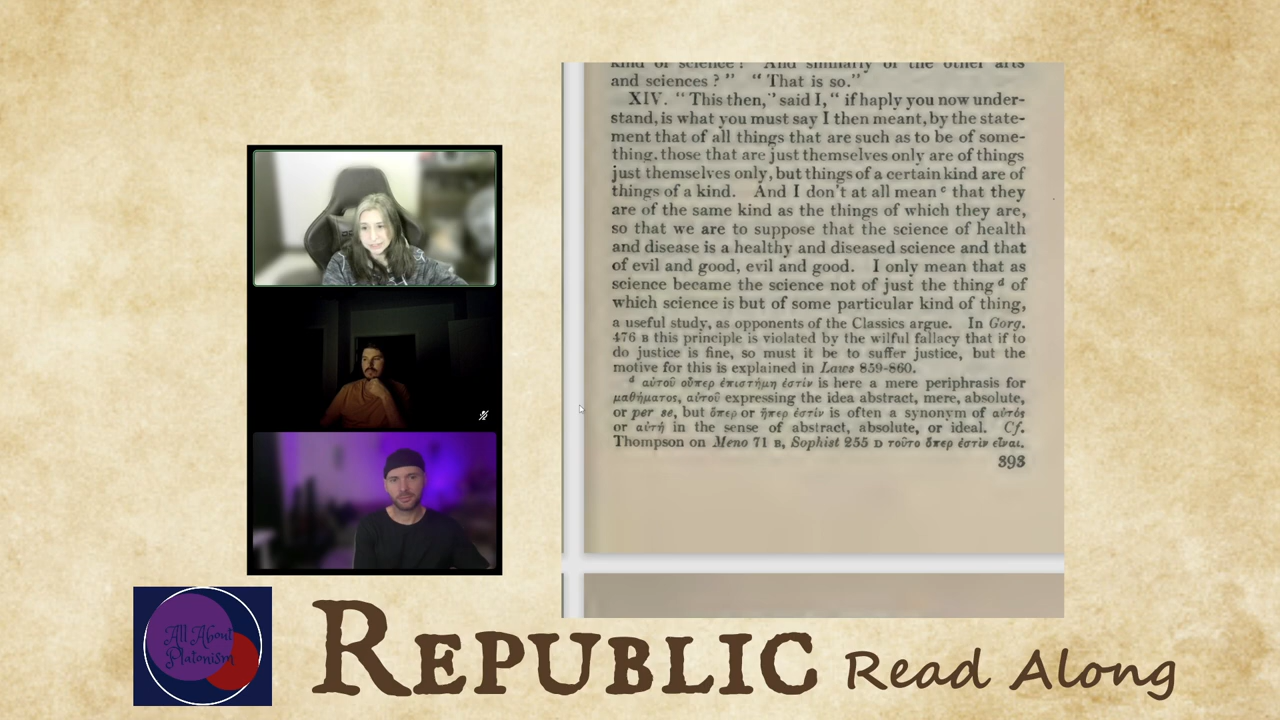 kind of science? And similarly of the other arts
and sciences?” “That is so.”
XIV. “This then,” said I, “ if haply you now under-
stand, is what you must say I then meant, by the state-
ment that of all things that are such as to be of some-
thing, those that are just themselves only are of things
just themselves only, but things of a certain kind are of
things of a kind. And I don't at all mean ᶜ that they
are of the same kind as the things of which they are,
so that we are to suppose that the science of health
and disease is a healthy and diseased science and that
of evil and good, evil and good. I only mean that as
science became the science not of just the thing ᵈ of
which science is but of some particular kind of thing,
a useful study, as opponents of the Classics argue. In Gorg.
476 B this principle is violated by the wilful fallacy that if to
do justice is fine, so must it be to suffer justice, but the
motive for this is explained in Laws 859-860.
ᵈ αὐτοῦ οὗπερ ἐπιστήμη ἐστίν is here a mere periphrasis for
μαθήματος, αὐτοῦ expressing the idea abstract, mere, absolute,
or per se, but ὅπερ or ἥπερ ἐστίν is often a synonym of αὐτός
or αὐτή in the sense of abstract, absolute, or ideal. Cf.
Thompson on Meno 71 B, Sophist 255 D τοῦτο ὅπερ ἐστὶν εἶναι.
393
All About
Platonism
REPUBLIC Read Along